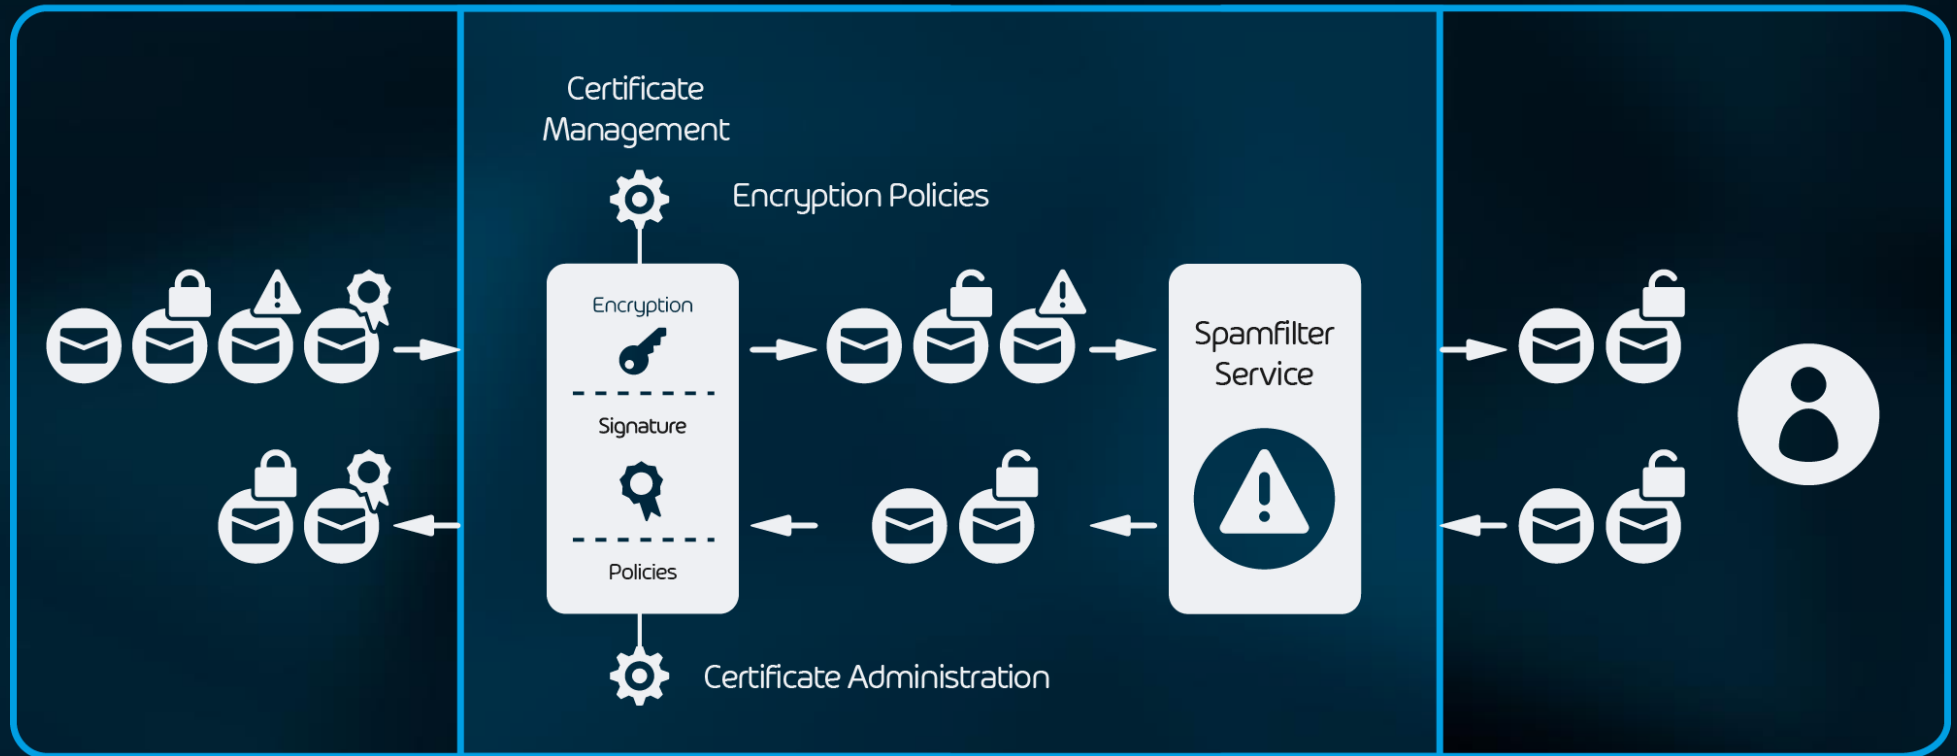 Certificate
Management
Encryption Policies
Encryption
Signature
Policies
Spamfilter
Service
Certificate Administration